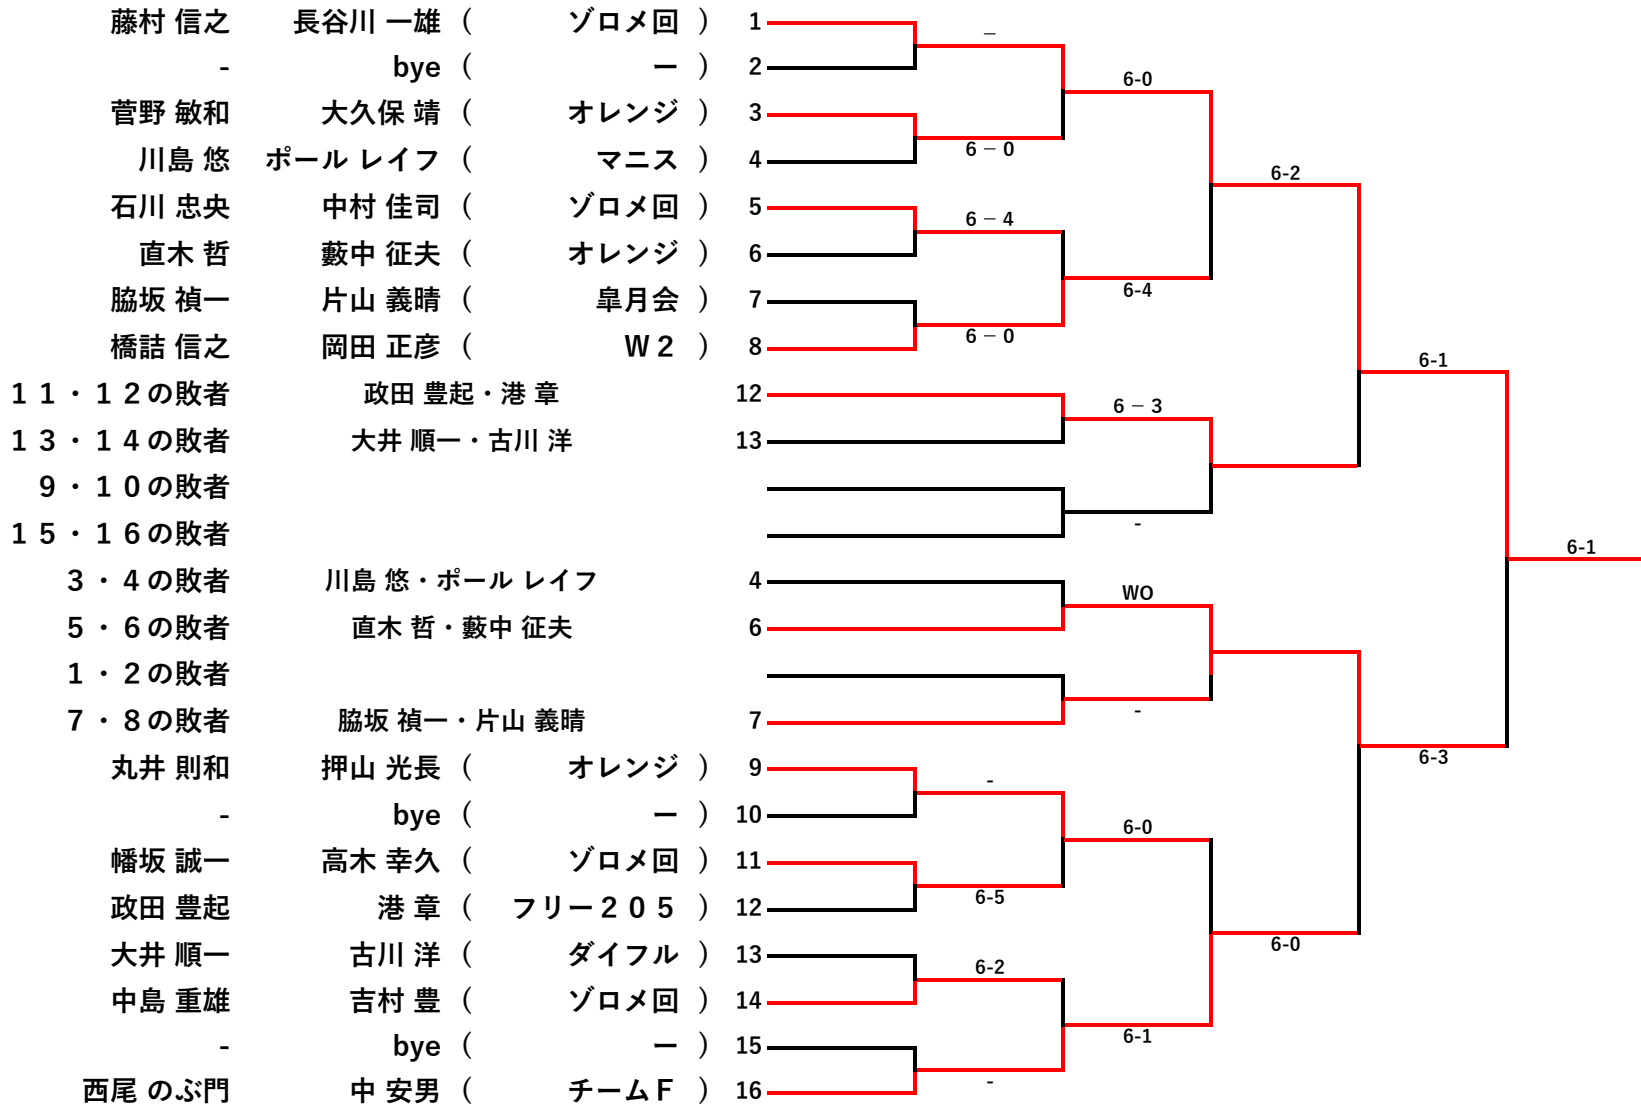 藤村 信之 長谷川 一雄 ( ゾロメ回 ) 1
- bye ( ー ) 2
菅野 敏和 大久保 靖 ( オレンジ ) 3
川島 悠 ポール レイフ ( マニス ) 4
石川 忠央 中村 佳司 ( ゾロメ回 ) 5
直木 哲 藪中 征夫 ( オレンジ ) 6
脇坂 禎一 片山 義晴 ( 皐月会 ) 7
橋詰 信之 岡田 正彦 ( W２ ) 8
１１・１２の敗者 政田 豊起・港 章 12
１３・１４の敗者 大井 順一・古川 洋 13
９・１０の敗者
１５・１６の敗者
３・４の敗者 川島 悠・ポール レイフ 4
５・６の敗者 直木 哲・藪中 征夫 6
１・２の敗者
７・８の敗者 脇坂 禎一・片山 義晴 7
丸井 則和 押山 光長 ( オレンジ ) 9
- bye ( ー ) 10
幡坂 誠一 高木 幸久 ( ゾロメ回 ) 11
政田 豊起 港 章 ( フリー２０５ ) 12
大井 順一 古川 洋 ( ダイフル ) 13
中島 重雄 吉村 豊 ( ゾロメ回 ) 14
- bye ( ー ) 15
西尾 のぶ門 中 安男 ( チームＦ ) 16
–
6 – 0
6 – 4
6 – 0
-
6-5
6-2
-
6-0
6-4
6 – 3
-
WO
-
6-0
6-1
6-2
6-0
6-1
6-3
6-1